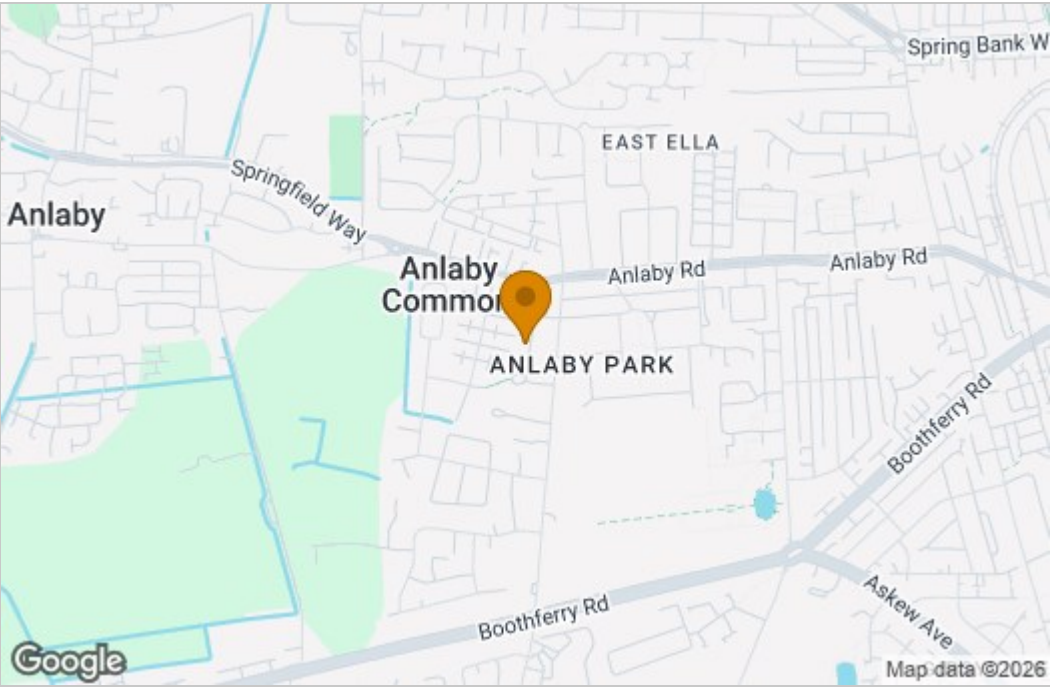 Spring Bank W
EAST ELLA
Springfield Way
Anlaby
Anlaby Rd
Anlaby Rd
Anlaby
Common
ANLABY PARK
Boothferry Rd
Boothferry Rd
Askew Ave
Google
Map data ©2026